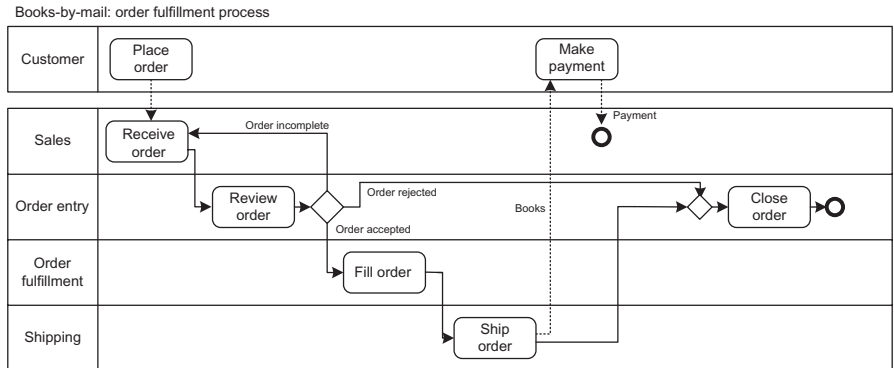 Books-by-mail: order fulfillment process
Customer
Place
order
Make
payment
Sales
Receive
order
Order incomplete
Payment
Order entry
Review
order
Order rejected
Order accepted
Books
Close
order
Order
fulfillment
Fill order
Shipping
Ship
order